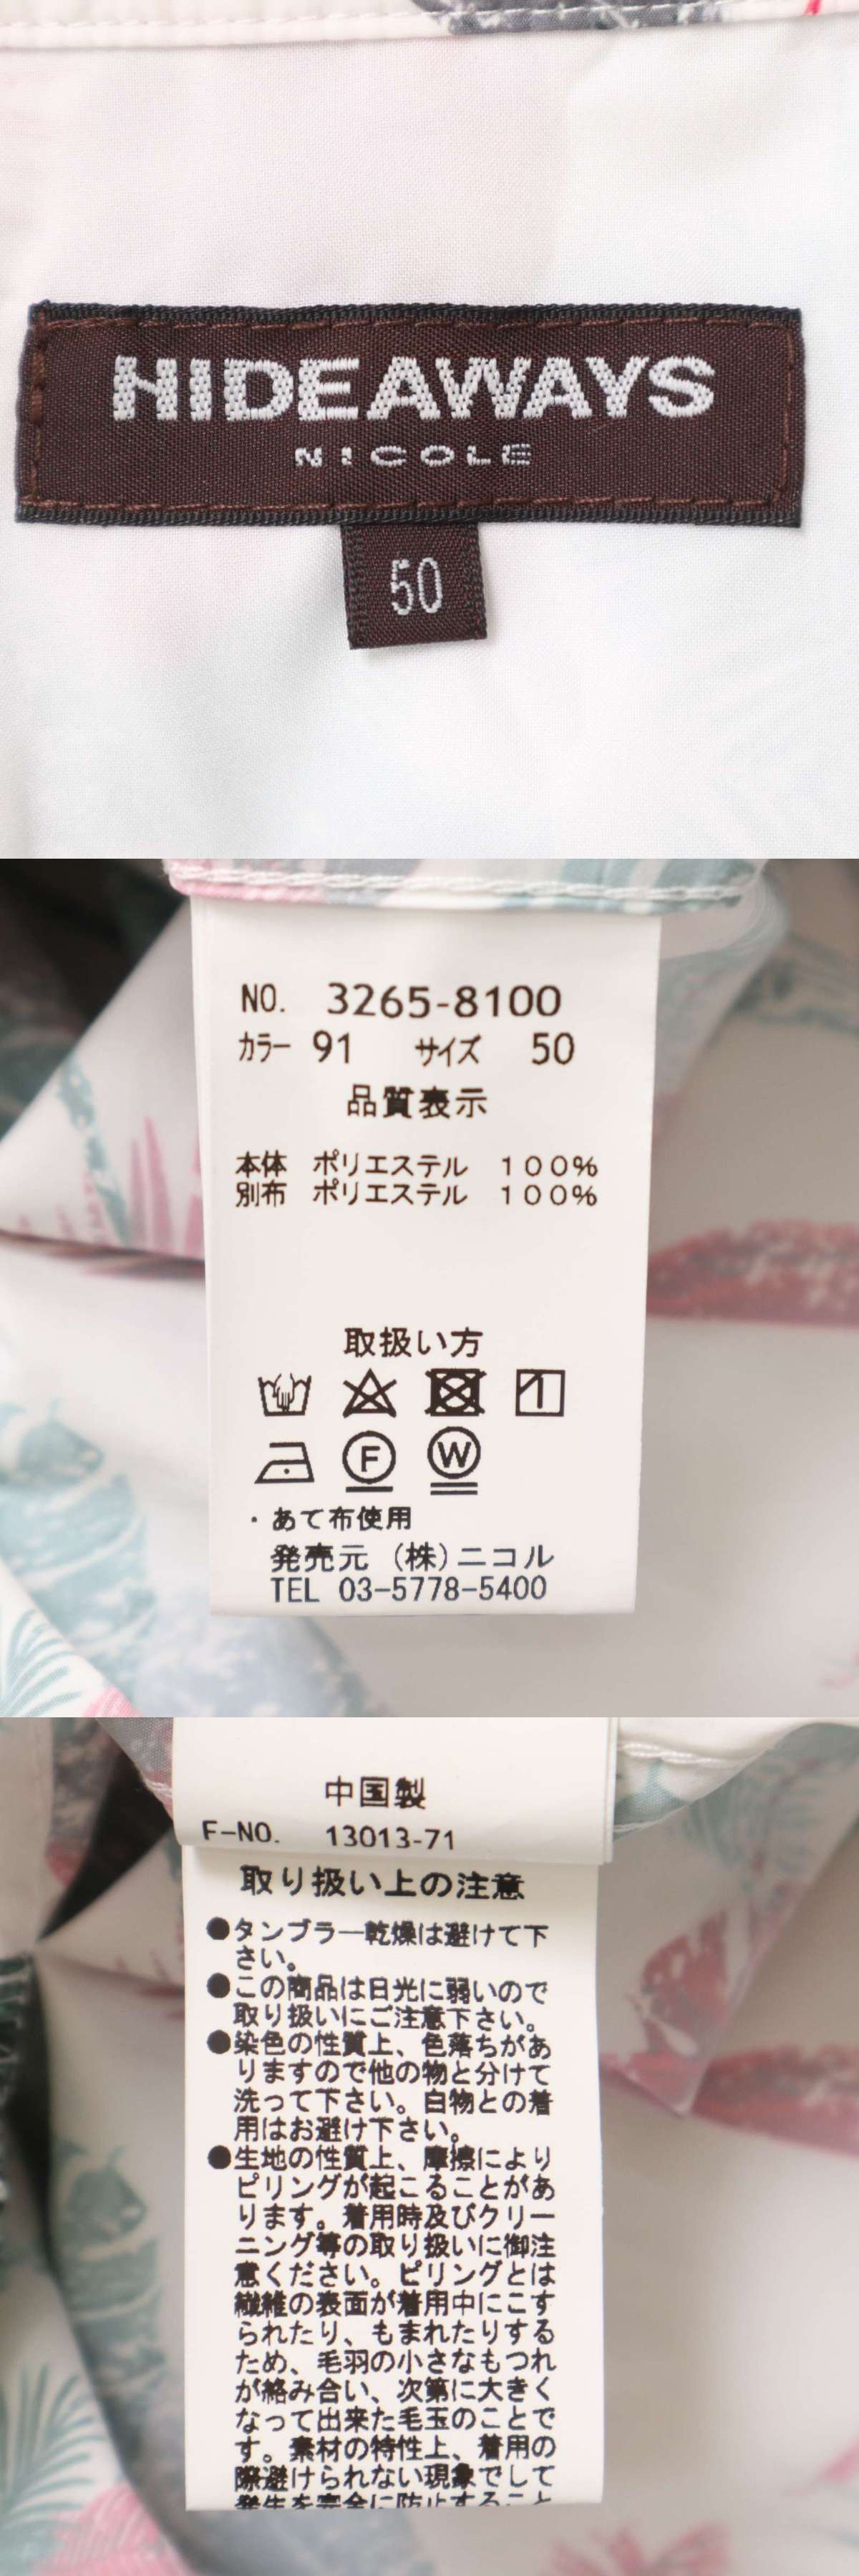 HIDEAWAYS
NICOLE
50
NO. 3265-8100
カラー 91 サイズ 50
品質表示
本体 ポリエステル 100%
別布 ポリエステル 100%
取扱い方
F W
・あて布使用
発売元 (株)ニコル
TEL 03-5778-5400
中国製
F-NO. 13013-71
取り扱い上の注意
●タンブラー乾燥は避けて下
さい。
●この商品は日光に弱いので
取り扱いにご注意下さい。
●染色の性質上、色落ちがあ
りますので他の物と分けて
洗って下さい。白物との着
用はお避け下さい。
●生地の性質上、摩擦により
ピリングが起こることがあ
ります。着用時及びクリー
ニング等の取り扱いに御注
意ください。ピリングとは
繊維の表面が着用中にこす
られたり、もまれたりする
ため、毛羽の小さなもつれ
が絡み合い、次第に大きく
なって出来た毛玉のことで
す。素材の特性上、着用の
際避けられない現象でして
発生を完全に防止すること